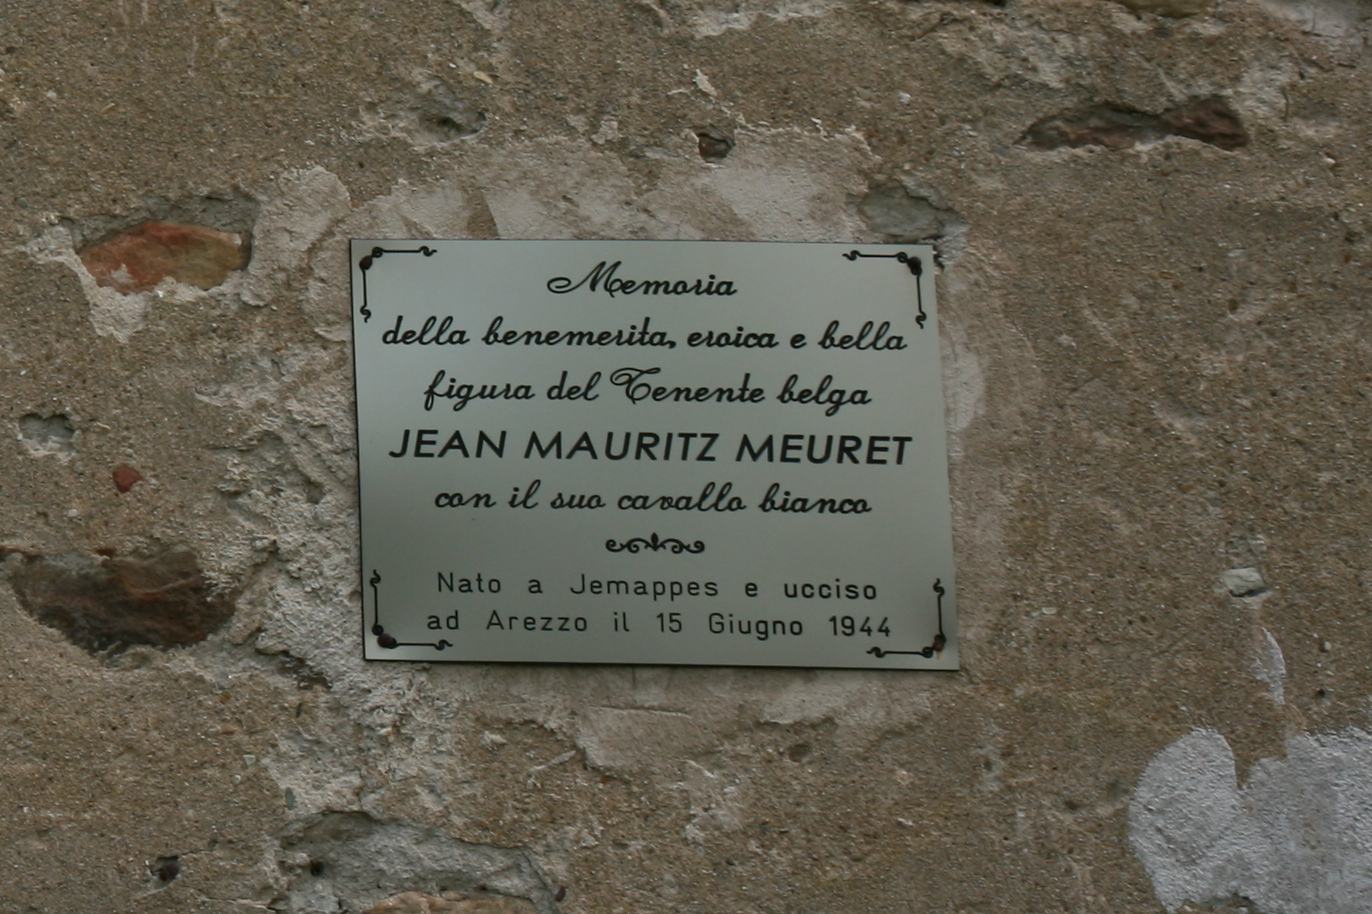 Memoria
della benemerita, eroica e bella
figura del Tenente belga
JEAN MAURITZ MEURET
con il suo cavallo bianco
Nato a Jemappes e ucciso
ad Arezzo il 15 Giugno 1944